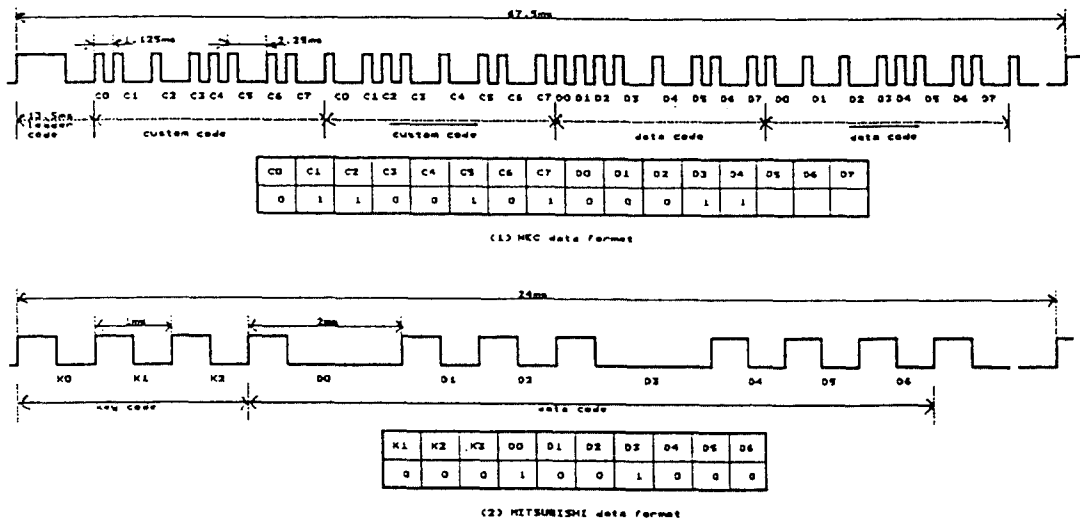 67.5ms
1.125ms 2.25ms
C0 C1 C2 C3 C4 C5 C6 C7 C0 C1 C2 C3 C4 C5 C6 C7 D0 D1 D2 D3 D4 D5 D6 D7 D0 D1 D2 D3 D4 D5 D6 D7
13.5ms
leader code
custom code custom code data code data code
C0 C1 C2 C3 C4 C5 C6 C7 D0 D1 D2 D3 D4 D5 D6 D7
0 1 1 0 0 1 0 1 0 0 0 1 1
(1) NEC data format
24ms
1ms 2ms
K0 K1 K2 D0 D1 D2 D3 D4 D5 D6
key code data code
K1 K2 K3 D0 D1 D2 D3 D4 D5 D6
0 0 0 1 0 0 1 0 0 0
(2) MITSUBISHI data format